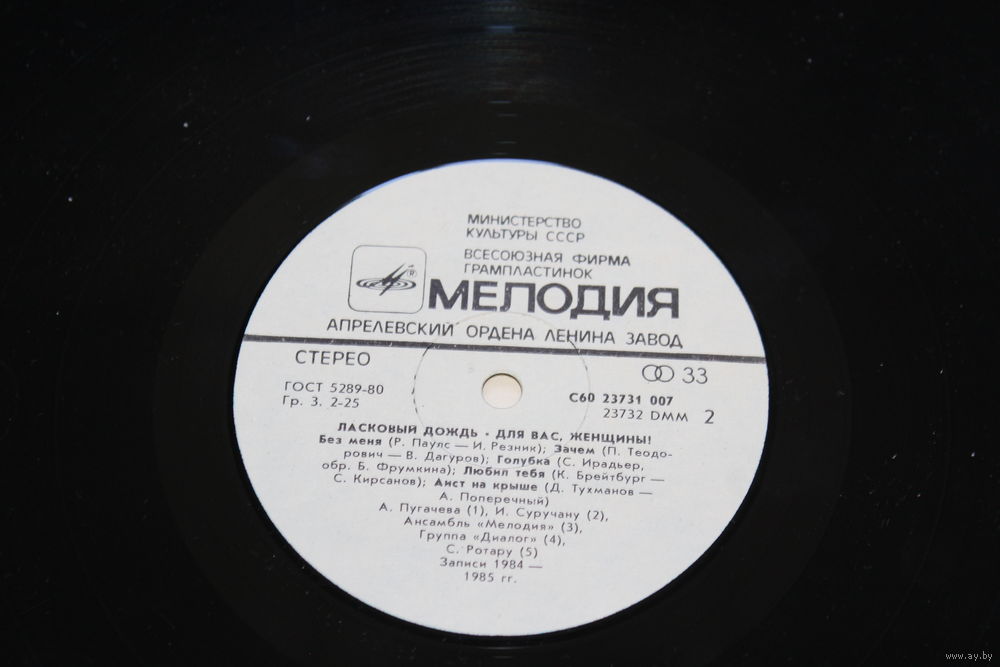 МИНИСТЕРСТВО
КУЛЬТУРЫ СССР
ВСЕСОЮЗНАЯ ФИРМА
ГРАМПЛАСТИНОК
®
МЕЛОДИЯ
АПРЕЛЕВСКИЙ ОРДЕНА ЛЕНИНА ЗАВОД
СТЕРЕО
33
ГОСТ 5289-80
Гр. 3. 2-25
С60 23731 007
23732 DMM 2
ЛАСКОВЫЙ ДОЖДЬ · ДЛЯ ВАС, ЖЕНЩИНЫ!
Без меня (Р. Паулс — И. Резник); Зачем (П. Теодо-
рович — В. Дагуров); Голубка (С. Ирадьер,
обр. Б. Фрумкина); Любил тебя (К. Брейтбург —
С. Кирсанов); Аист на крыше (Д. Тухманов —
А. Поперечный)
А. Пугачева (1), И. Суручану (2),
Ансамбль «Мелодия» (3),
Группа «Диалог» (4),
С. Ротару (5)
Записи 1984 —
1985 гг.
www.ay.by